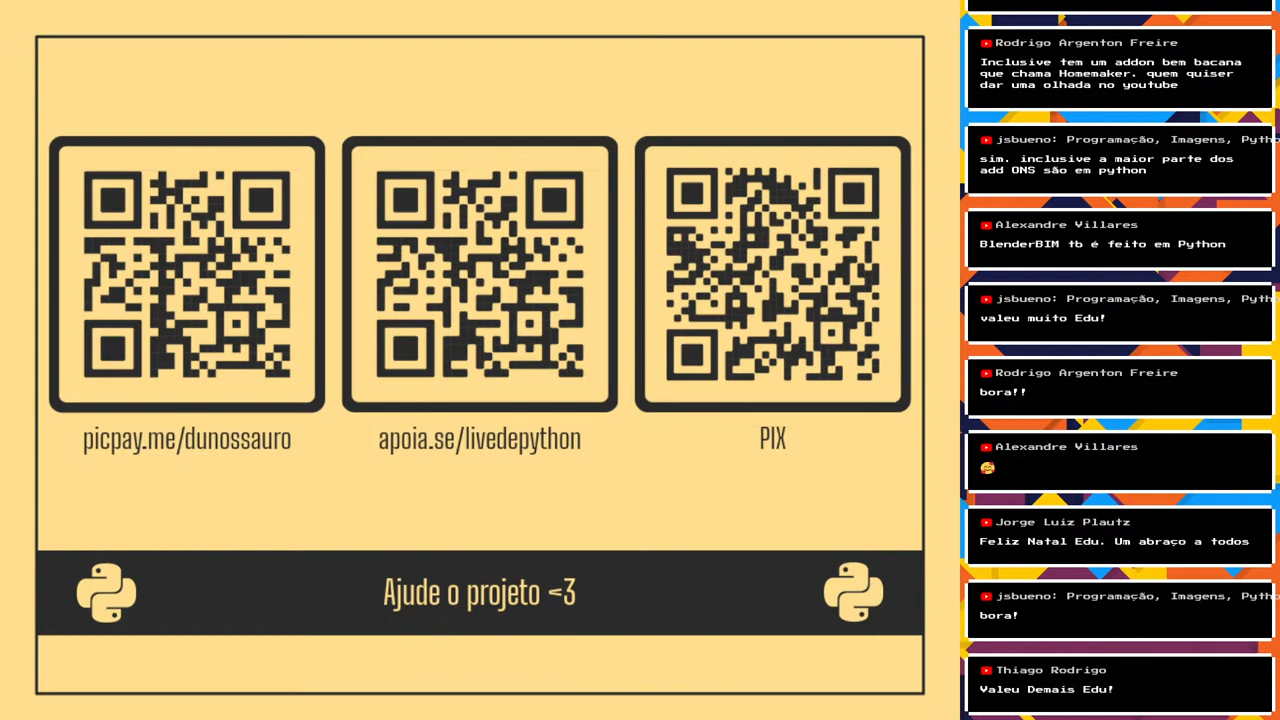 picpay.me/dunossauro
apoia.se/livedepython
PIX
Ajude o projeto <3
Rodrigo Argenton Freire
Inclusive tem um addon bem bacana
que chama Homemaker. quem quiser
dar uma olhada no youtube
jsbueno: Programação, Imagens, Pytho
sim. inclusive a maior parte dos
add ONS são em python
Alexandre Villares
BlenderBIM tb é feito em Python
jsbueno: Programação, Imagens, Pytho
valeu muito Edu!
Rodrigo Argenton Freire
bora!!
Alexandre Villares
🥰
Jorge Luiz Plautz
Feliz Natal Edu. Um abraço a todos
jsbueno: Programação, Imagens, Pytho
bora!
Thiago Rodrigo
Valeu Demais Edu!